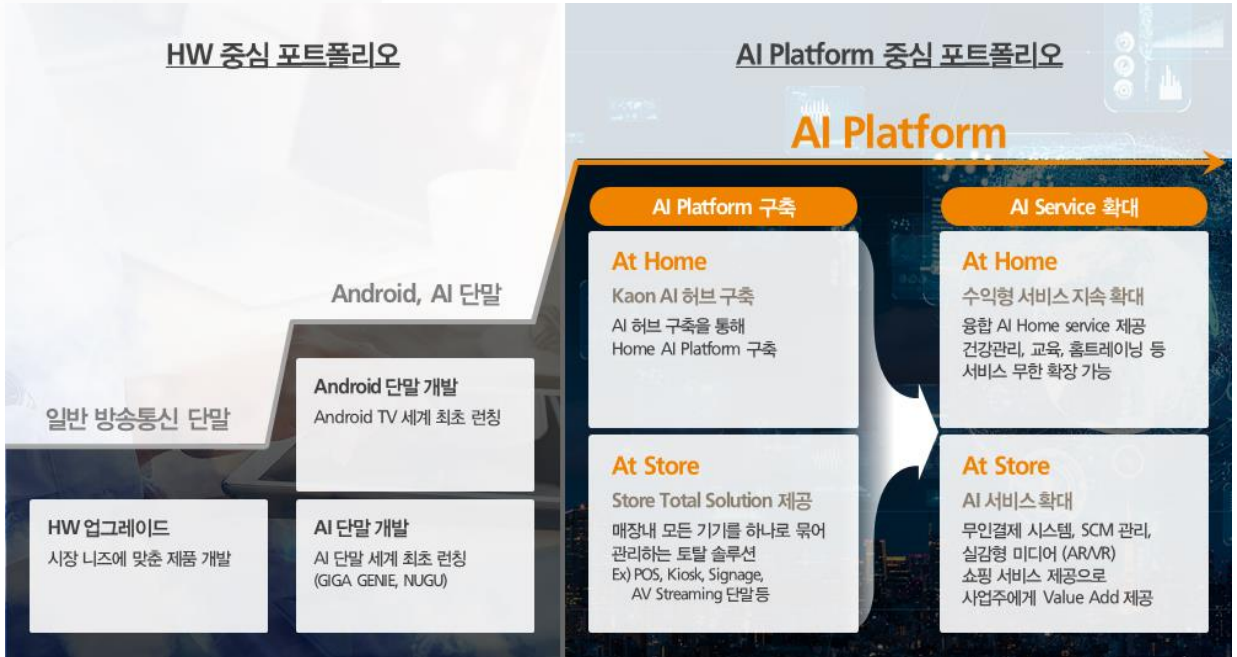 HW 중심 포트폴리오
일반 방송통신 단말
HW 업그레이드
시장 니즈에 맞춘 제품 개발
Android, AI 단말
Android 단말 개발
Android TV 세계 최초 런칭
AI 단말 개발
AI 단말 세계 최초 런칭
(GIGA GENIE, NUGU)
AI Platform 중심 포트폴리오
AI Platform
AI Platform 구축
At Home
Kaon AI 허브 구축
AI 허브 구축을 통해
Home AI Platform 구축
At Store
Store Total Solution 제공
매장내 모든 기기를 하나로 묶어
관리하는 토탈 솔루션
Ex) POS, Kiosk, Signage,
AV Streaming 단말 등
AI Service 확대
At Home
수익형 서비스 지속 확대
융합 AI Home service 제공
건강관리, 교육, 홈트레이닝 등
서비스 무한 확장 가능
At Store
AI 서비스 확대
무인결제 시스템, SCM 관리,
실감형 미디어 (AR/VR)
쇼핑 서비스 제공으로
사업주에게 Value Add 제공